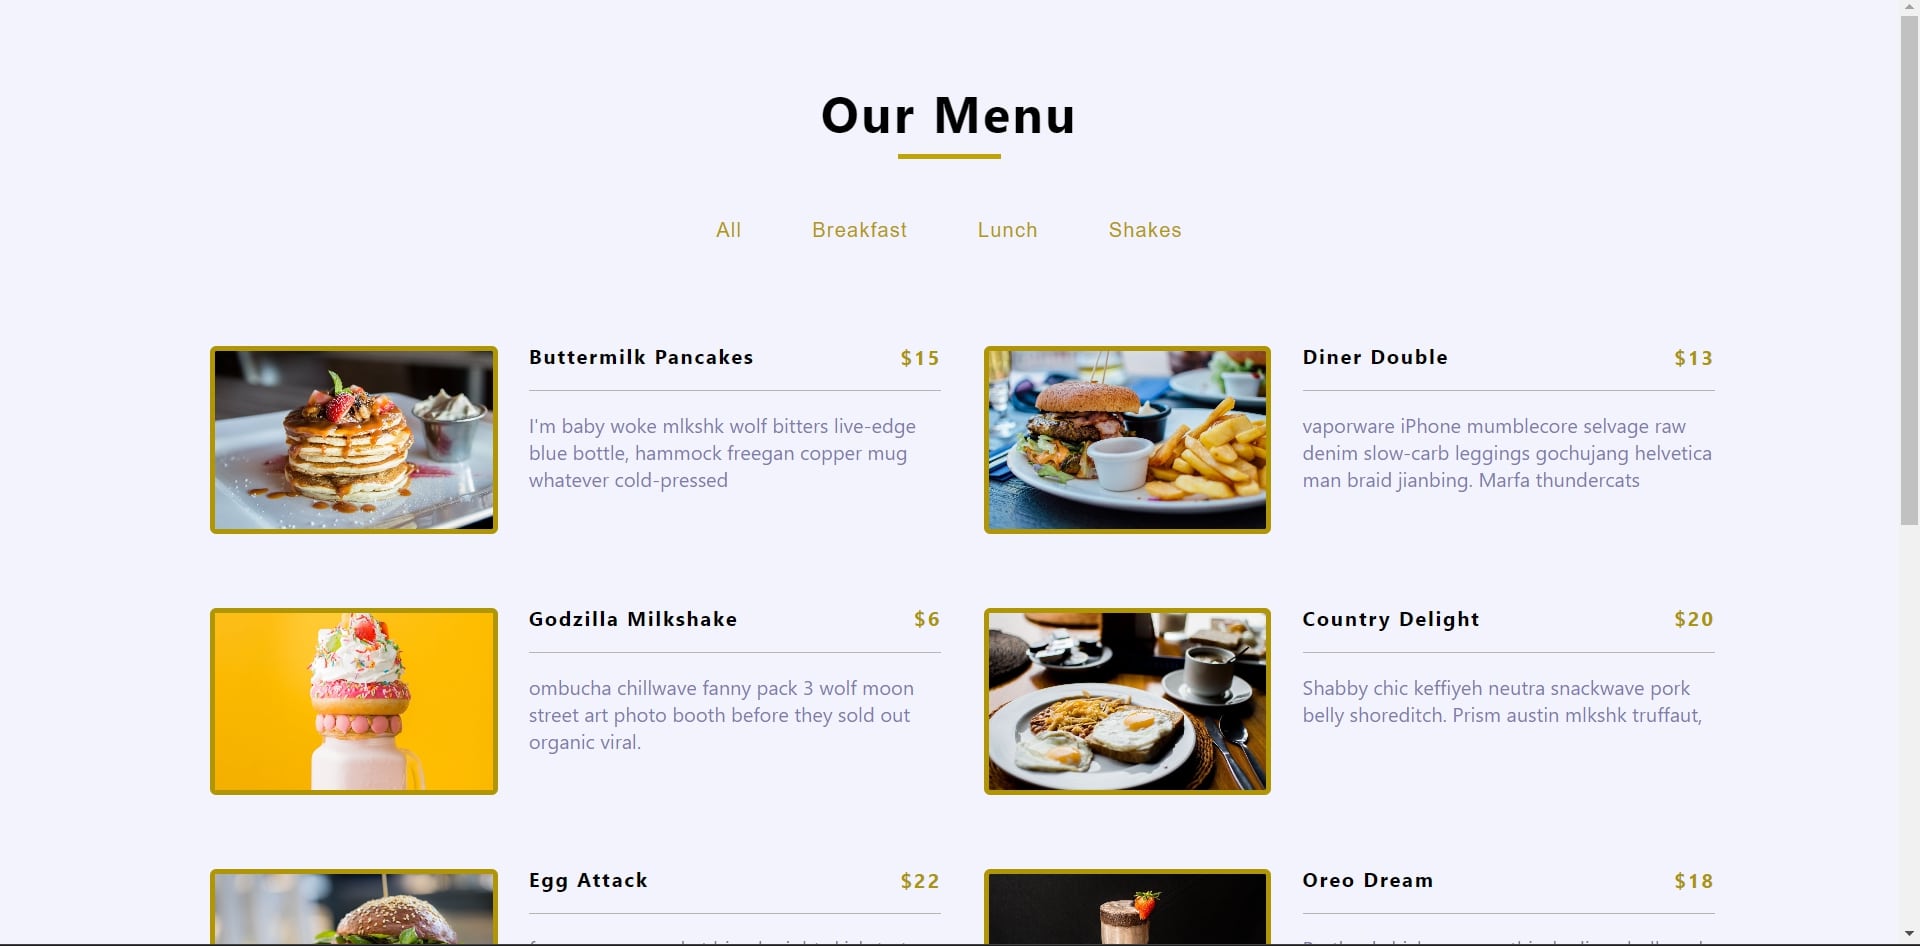 Our Menu
All Breakfast Lunch Shakes
Buttermilk Pancakes $15
I'm baby woke mlkshk wolf bitters live-edge
blue bottle, hammock freegan copper mug
whatever cold-pressed
Diner Double $13
vaporware iPhone mumblecore selvage raw
denim slow-carb leggings gochujang helvetica
man braid jianbing. Marfa thundercats
Godzilla Milkshake $6
ombucha chillwave fanny pack 3 wolf moon
street art photo booth before they sold out
organic viral.
Country Delight $20
Shabby chic keffiyeh neutra snackwave pork
belly shoreditch. Prism austin mlkshk truffaut,
Egg Attack $22
Oreo Dream $18